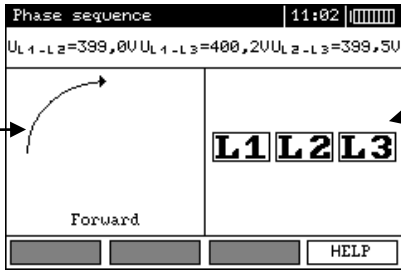 Phase sequence 11:02
UL1-L2=399,0V UL1-L3=400,2V UL2-L3=399,5V
L1 L2 L3
Forward
HELP